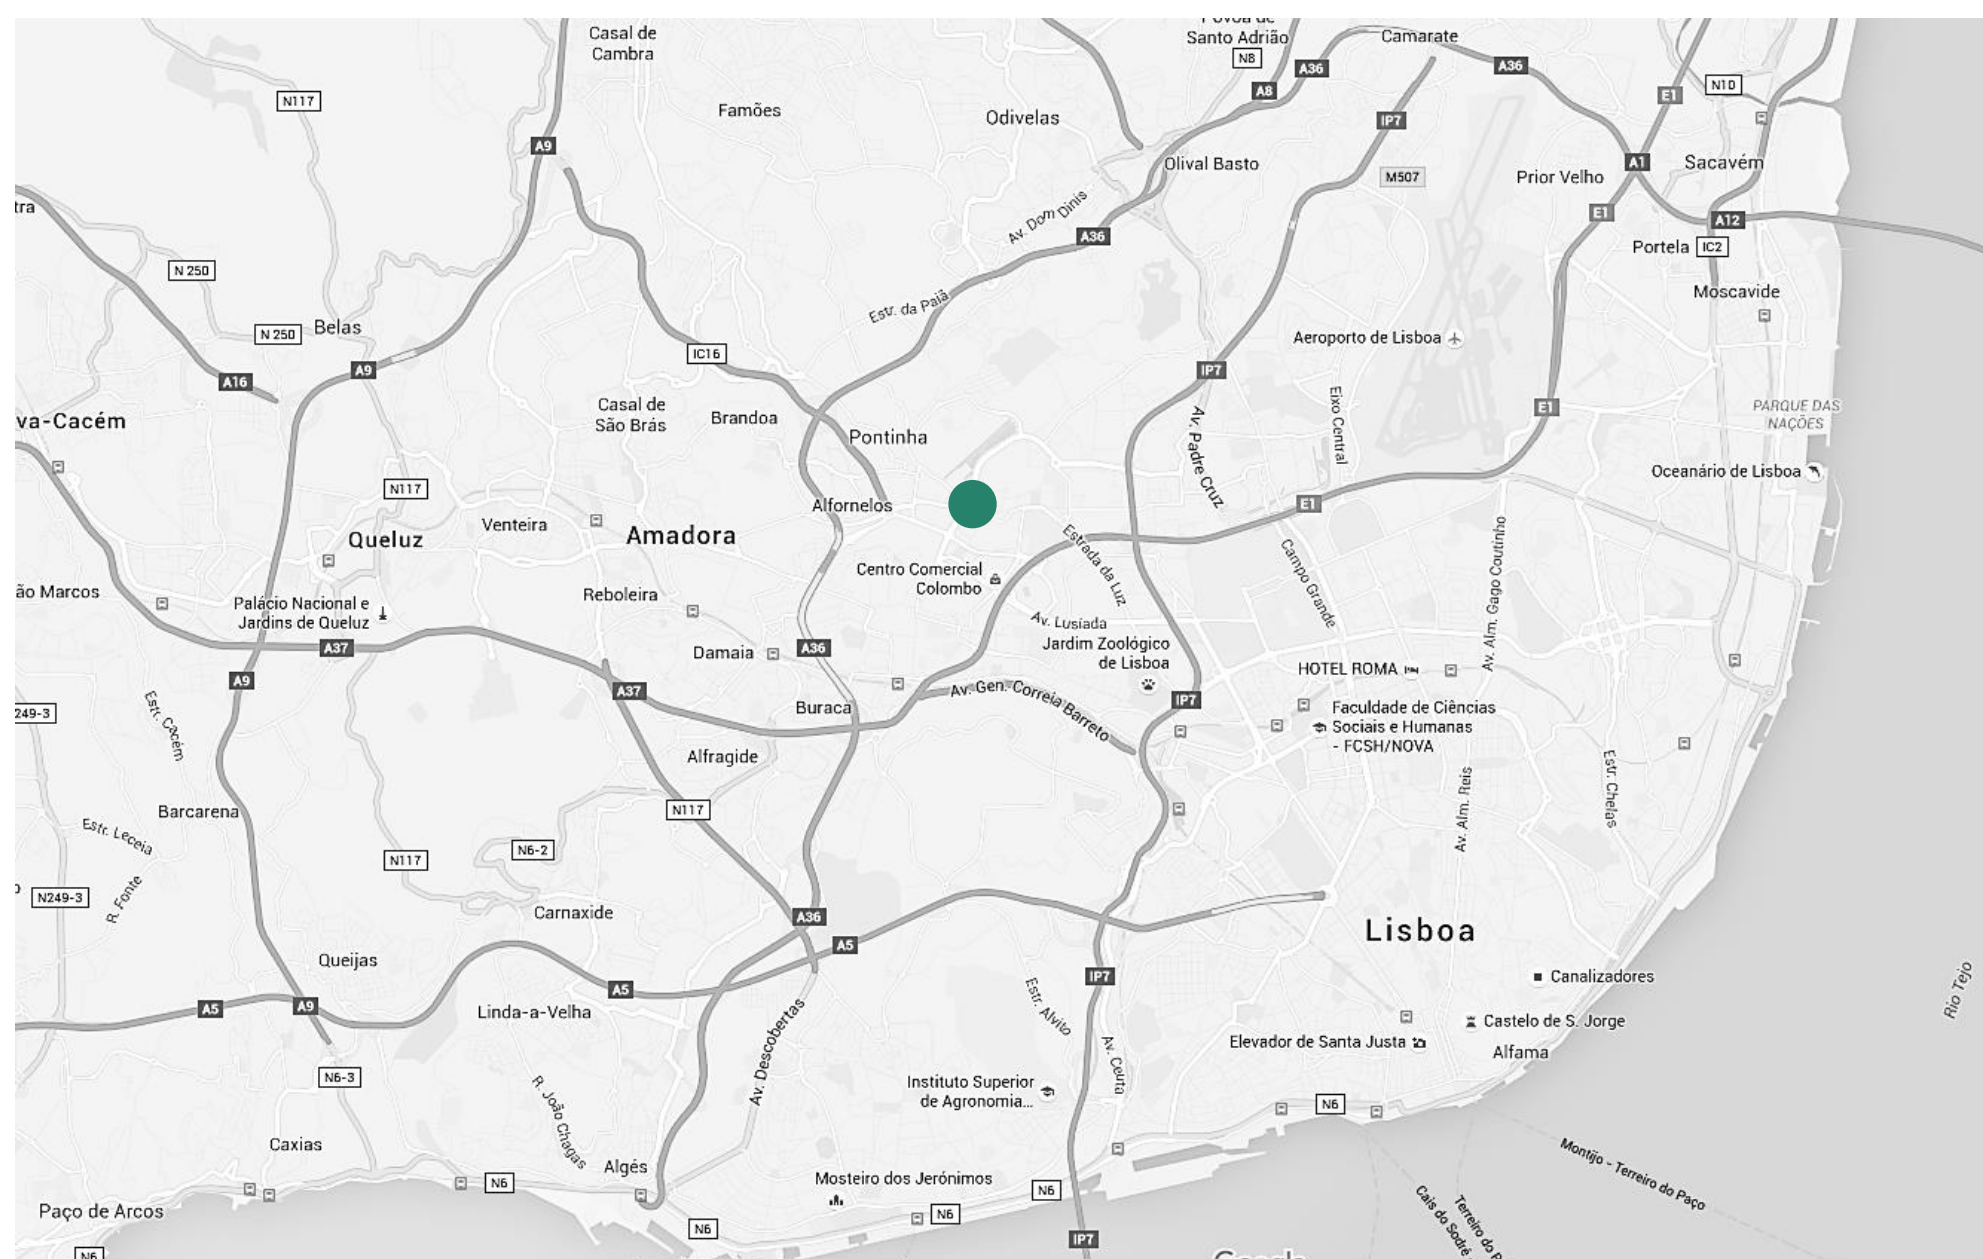 Casal de
Cambra
Santo Adrião
N8
Camarate
A36
A36
A8
E1
N10
N117
Famões
Odivelas
IP7
A9
Olival Basto
A1
Sacavém
M507
Prior Velho
tra
Av. Dom Dinis
E1
A12
A36
Portela
IC2
N 250
Moscavide
Estr. da Paiã
N 250
Belas
Aeroporto de Lisboa
IC16
A9
IP7
A16
Eixo Central
Casal de
São Brás
Brandoa
E1
PARQUE DAS
NAÇÕES
va-Cacém
Pontinha
Av. Padre Cruz
Oceanário de Lisboa
N117
Alfornelos
E1
Venteira
Queluz
Amadora
Estrada da Luz
Campo Grande
Av. Alm. Gago Coutinho
Centro Comercial
Colombo
ão Marcos
Reboleira
Palácio Nacional e
Jardins de Queluz
Av. Lusíada
A37
Damaia
A36
Jardim Zoológico
de Lisboa
HOTEL ROMA
A9
A37
Av. Gen. Correia Barreto
IP7
249-3
Estr. Cacém
Buraca
Faculdade de Ciências
Sociais e Humanas
- FCSH/NOVA
Alfragide
Estr. Chelas
Barcarena
N117
Av. Alm. Reis
Estr. Leceia
N6-2
N117
N249-3
R. Fonte
Carnaxide
A36
Lisboa
A5
Queijas
IP7
Canalizadores
A5
A9
A5
Rio Tejo
Linda-a-Velha
Estr. Alvito
Castelo de S. Jorge
Elevador de Santa Justa
Alfama
Av. Descobertas
Av. Ceuta
N6-3
Instituto Superior
de Agronomia...
R. João Chagas
N6
Caxias
Algés
Montijo - Terreiro do Paço
Mosteiro dos Jerónimos
N6
N6
Paço de Arcos
N6
N6
Cais do Sodré
Terreiro do P
IP7
N6